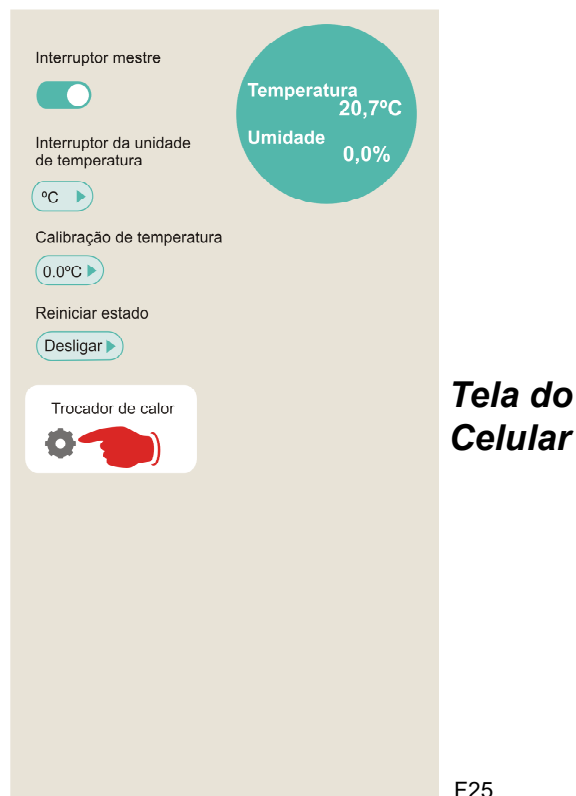 Interruptor mestre
Temperatura
20,7ºC
Umidade
0,0%
Interruptor da unidade
de temperatura
ºC
Calibração de temperatura
0.0ºC
Reiniciar estado
Desligar
Trocador de calor
Tela do
Celular
F25